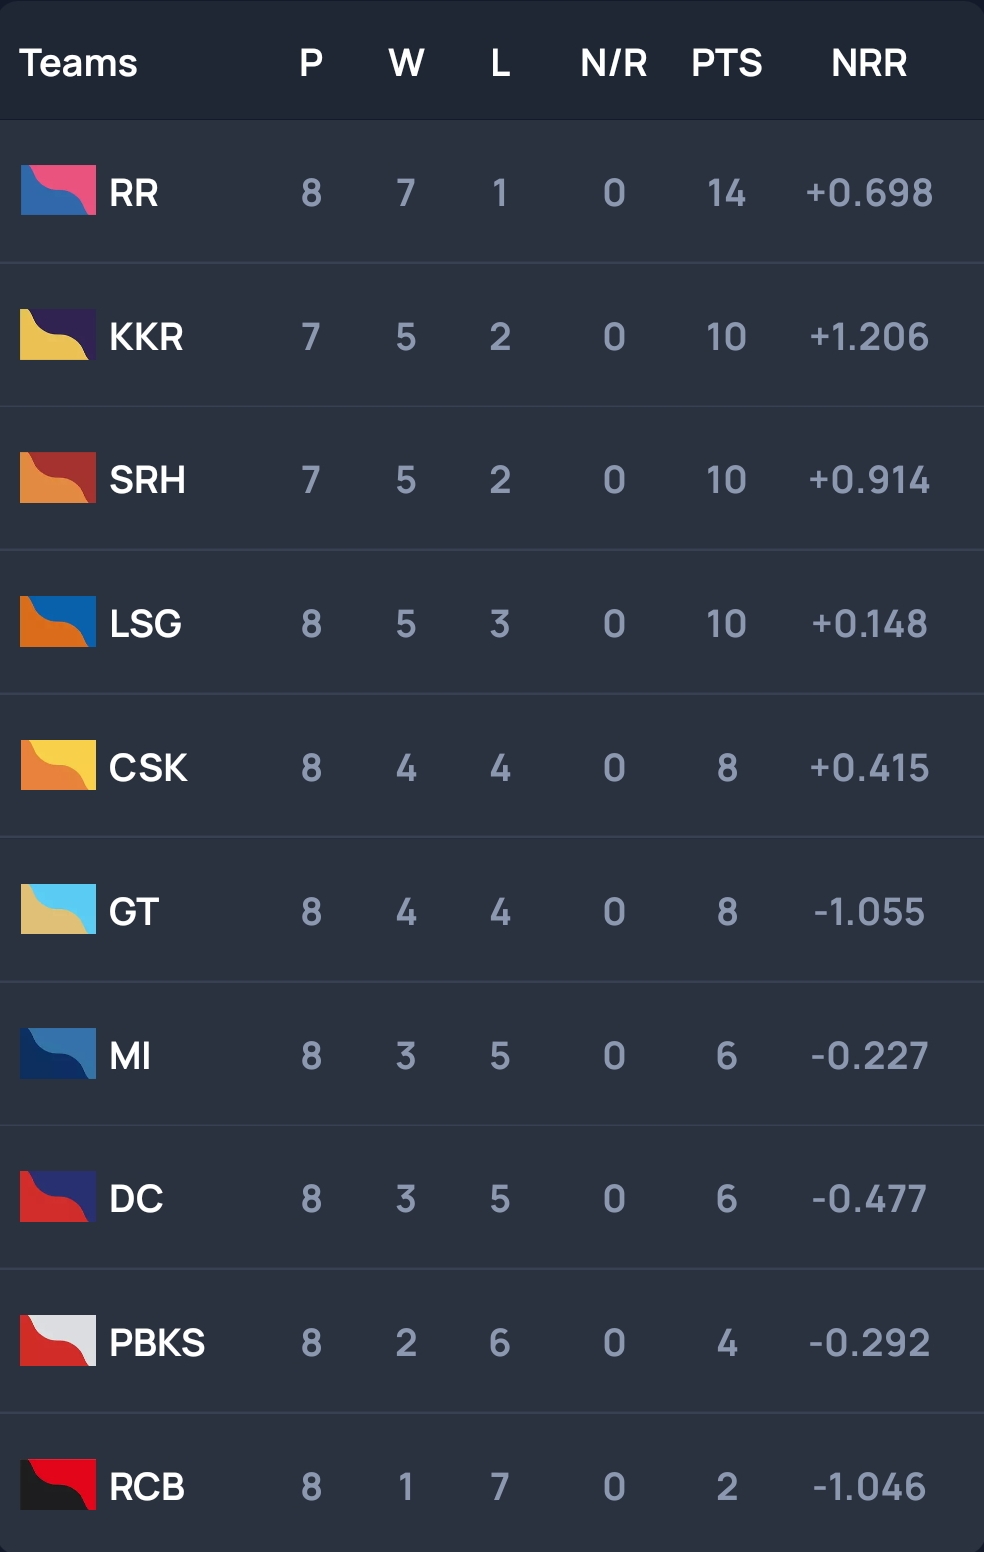 Teams P W L N/R PTS NRR
RR 8 7 1 0 14 +0.698
KKR 7 5 2 0 10 +1.206
SRH 7 5 2 0 10 +0.914
LSG 8 5 3 0 10 +0.148
CSK 8 4 4 0 8 +0.415
GT 8 4 4 0 8 -1.055
MI 8 3 5 0 6 -0.227
DC 8 3 5 0 6 -0.477
PBKS 8 2 6 0 4 -0.292
RCB 8 1 7 0 2 -1.046